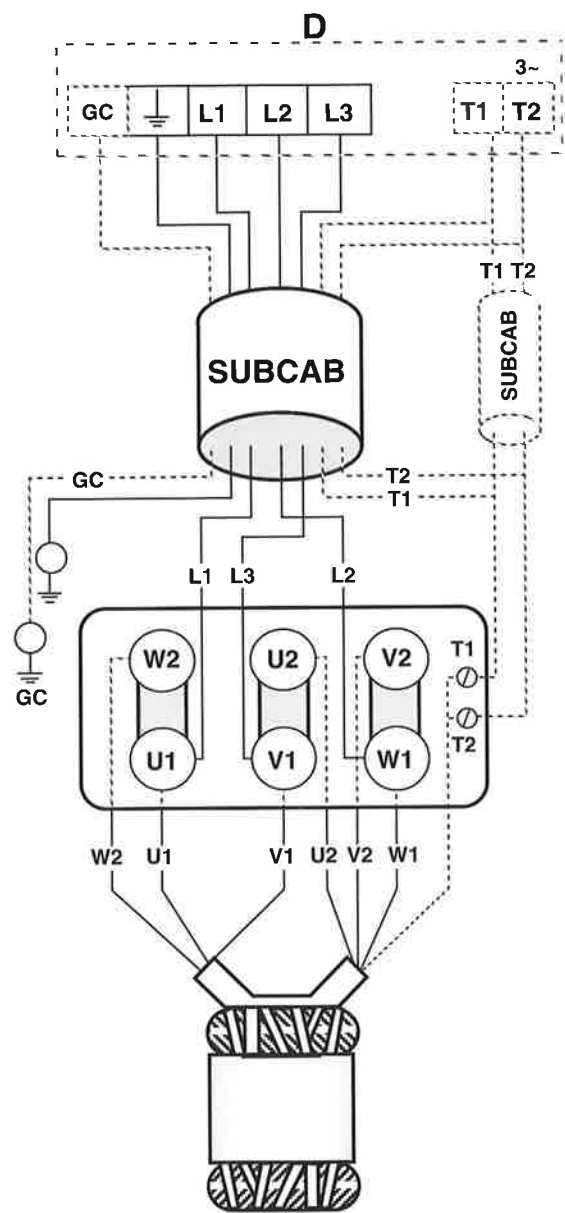 D
3~
GC L1 L2 L3 T1 T2
T1 T2
SUBCAB
SUBCAB
GC
T2
T1
L1 L3 L2
W2 U2 V2
T1
GC
U1 V1 W1
T2
W2 U1 V1 U2 V2 W1